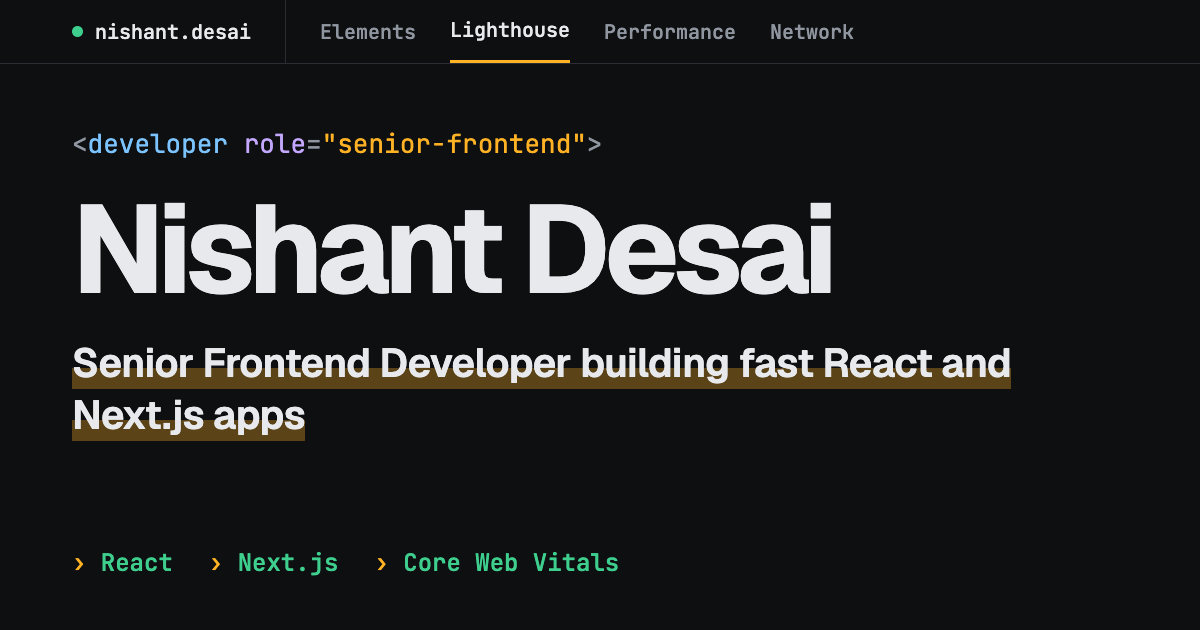 nishant.desai Elements Lighthouse Performance Network
<developer role="senior-frontend">
Nishant Desai
Senior Frontend Developer building fast React and
Next.js apps
› React › Next.js › Core Web Vitals